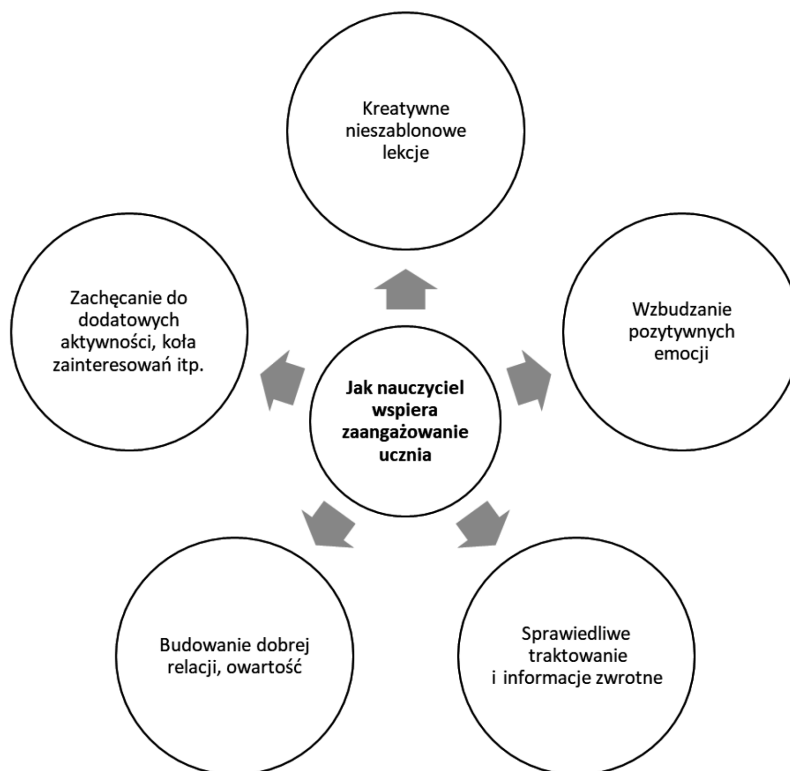 Kreatywne
nieszablonowe
lekcje
Zachęcanie do
dodatowych
aktywności, koła
zainteresowań itp.
Wzbudzanie
pozytywnych
emocji
Jak nauczyciel
wspiera
zaangażowanie
ucznia
Budowanie dobrej
relacji, owartość
Sprawiedliwe
traktowanie
i informacje zwrotne